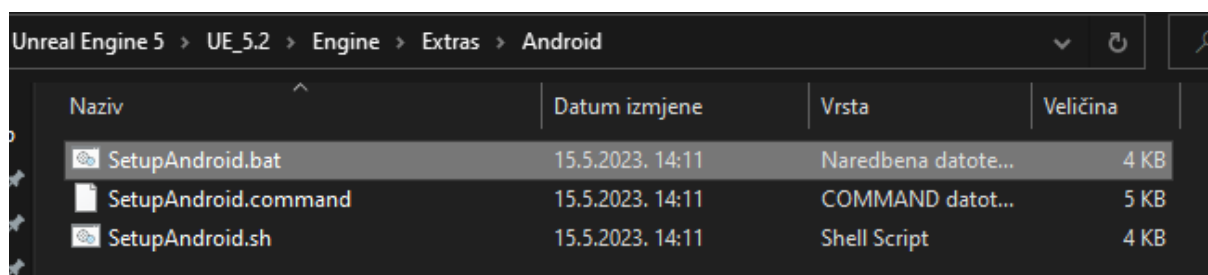 Unreal Engine 5 > UE_5.2 > Engine > Extras > Android
Naziv Datum izmjene Vrsta Veličina
SetupAndroid.bat 15.5.2023. 14:11 Naredbena datote... 4 KB
SetupAndroid.command 15.5.2023. 14:11 COMMAND datot... 5 KB
SetupAndroid.sh 15.5.2023. 14:11 Shell Script 4 KB